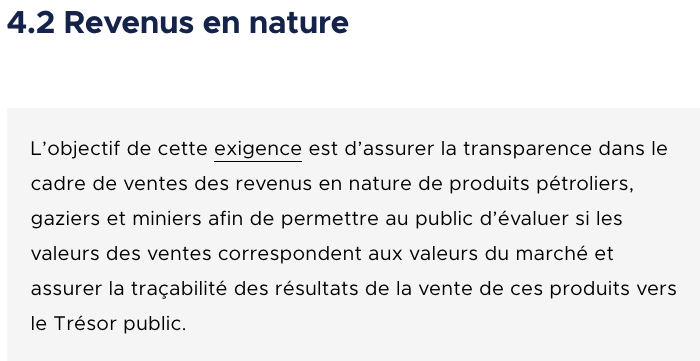 4.2 Revenus en nature
L’objectif de cette exigence est d’assurer la transparence dans le
cadre de ventes des revenus en nature de produits pétroliers,
gaziers et miniers afin de permettre au public d’évaluer si les
valeurs des ventes correspondent aux valeurs du marché et
assurer la traçabilité des résultats de la vente de ces produits vers
le Trésor public.